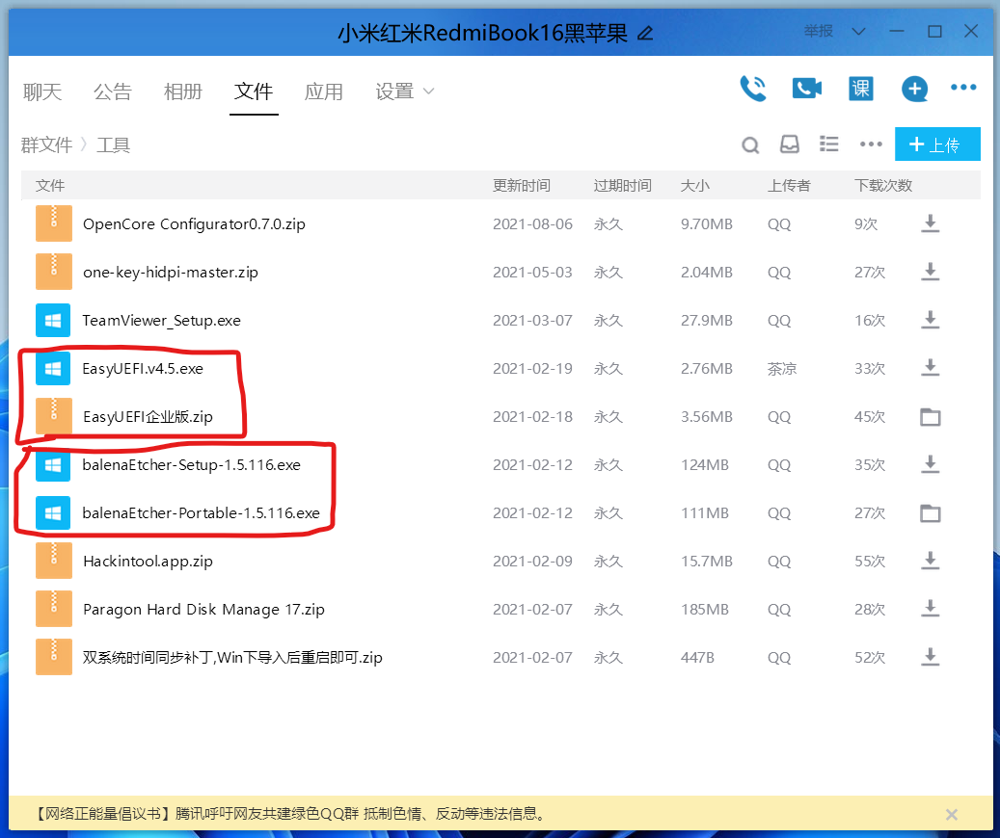 小米红米RedmiBook16黑苹果
举报
聊天 公告 相册 文件 应用 设置
课
群文件 〉 工具
+ 上传
文件 更新时间 过期时间 大小 上传者 下载次数
OpenCore Configurator0.7.0.zip 2021-08-06 永久 9.70MB QQ 9次
one-key-hidpi-master.zip 2021-05-03 永久 2.04MB QQ 27次
TeamViewer_Setup.exe 2021-03-07 永久 27.9MB QQ 16次
EasyUEFI.v4.5.exe 2021-02-19 永久 2.76MB 茶凉 33次
EasyUEFI企业版.zip 2021-02-18 永久 3.56MB QQ 45次
balenaEtcher-Setup-1.5.116.exe 2021-02-12 永久 124MB QQ 35次
balenaEtcher-Portable-1.5.116.exe 2021-02-12 永久 111MB QQ 27次
Hackintool.app.zip 2021-02-09 永久 15.7MB QQ 55次
Paragon Hard Disk Manage 17.zip 2021-02-07 永久 185MB QQ 28次
双系统时间同步补丁,Win下导入后重启即可.zip 2021-02-07 永久 447B QQ 52次
【网络正能量倡议书】腾讯呼吁网友共建绿色QQ群 抵制色情、反动等违法信息。